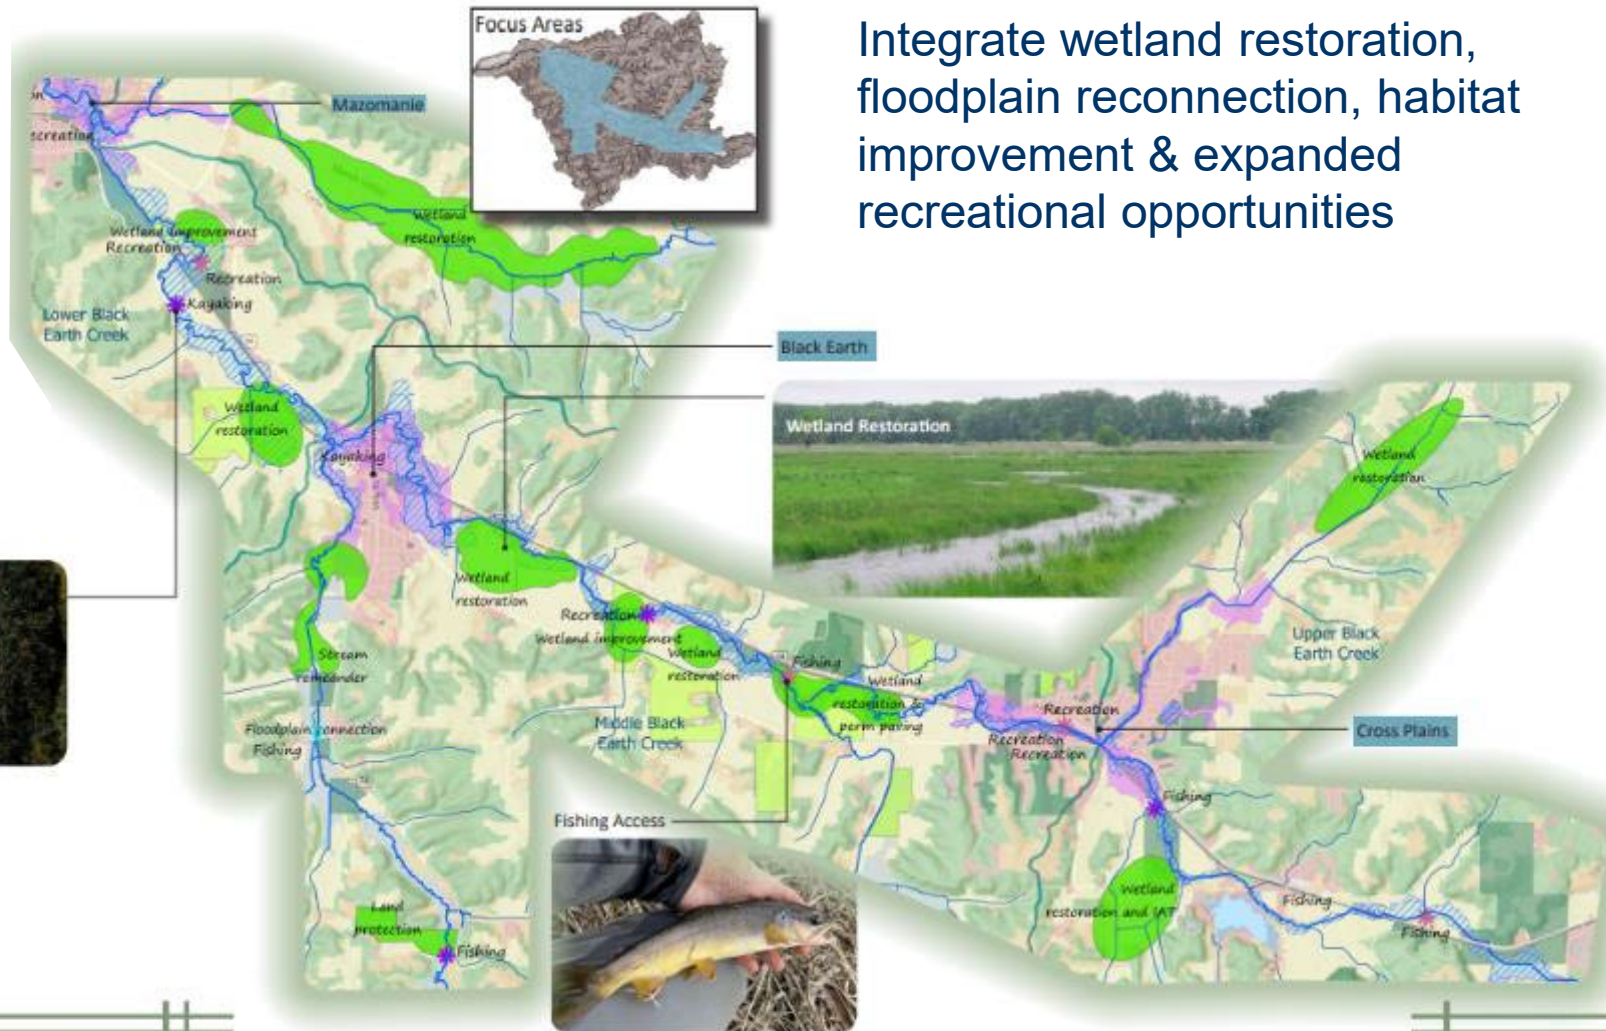 Integrate wetland restoration,
floodplain reconnection, habitat
improvement & expanded
recreational opportunities
Focus Areas
Mazomanie
ecreation
Wetland
restoration
Wetland improvement
Recreation
Recreation
Kayaking
Lower Black
Earth Creek
Black Earth
Wetland
restoration
Kayaking
Wetland Restoration
Wetland
restoration
Wetland
restoration
Recreation
Wetland improvement
Wetland
restoration
Fishing
Wetland
restoration &
perm paving
Stream
remeander
Upper Black
Earth Creek
Floodplain connection
Fishing
Middle Black
Earth Creek
Recreation
Recreation
Recreation
Cross Plains
Fishing
Fishing Access
Land
protection
Fishing
Wetland
restoration and IAT
Fishing
Fishing